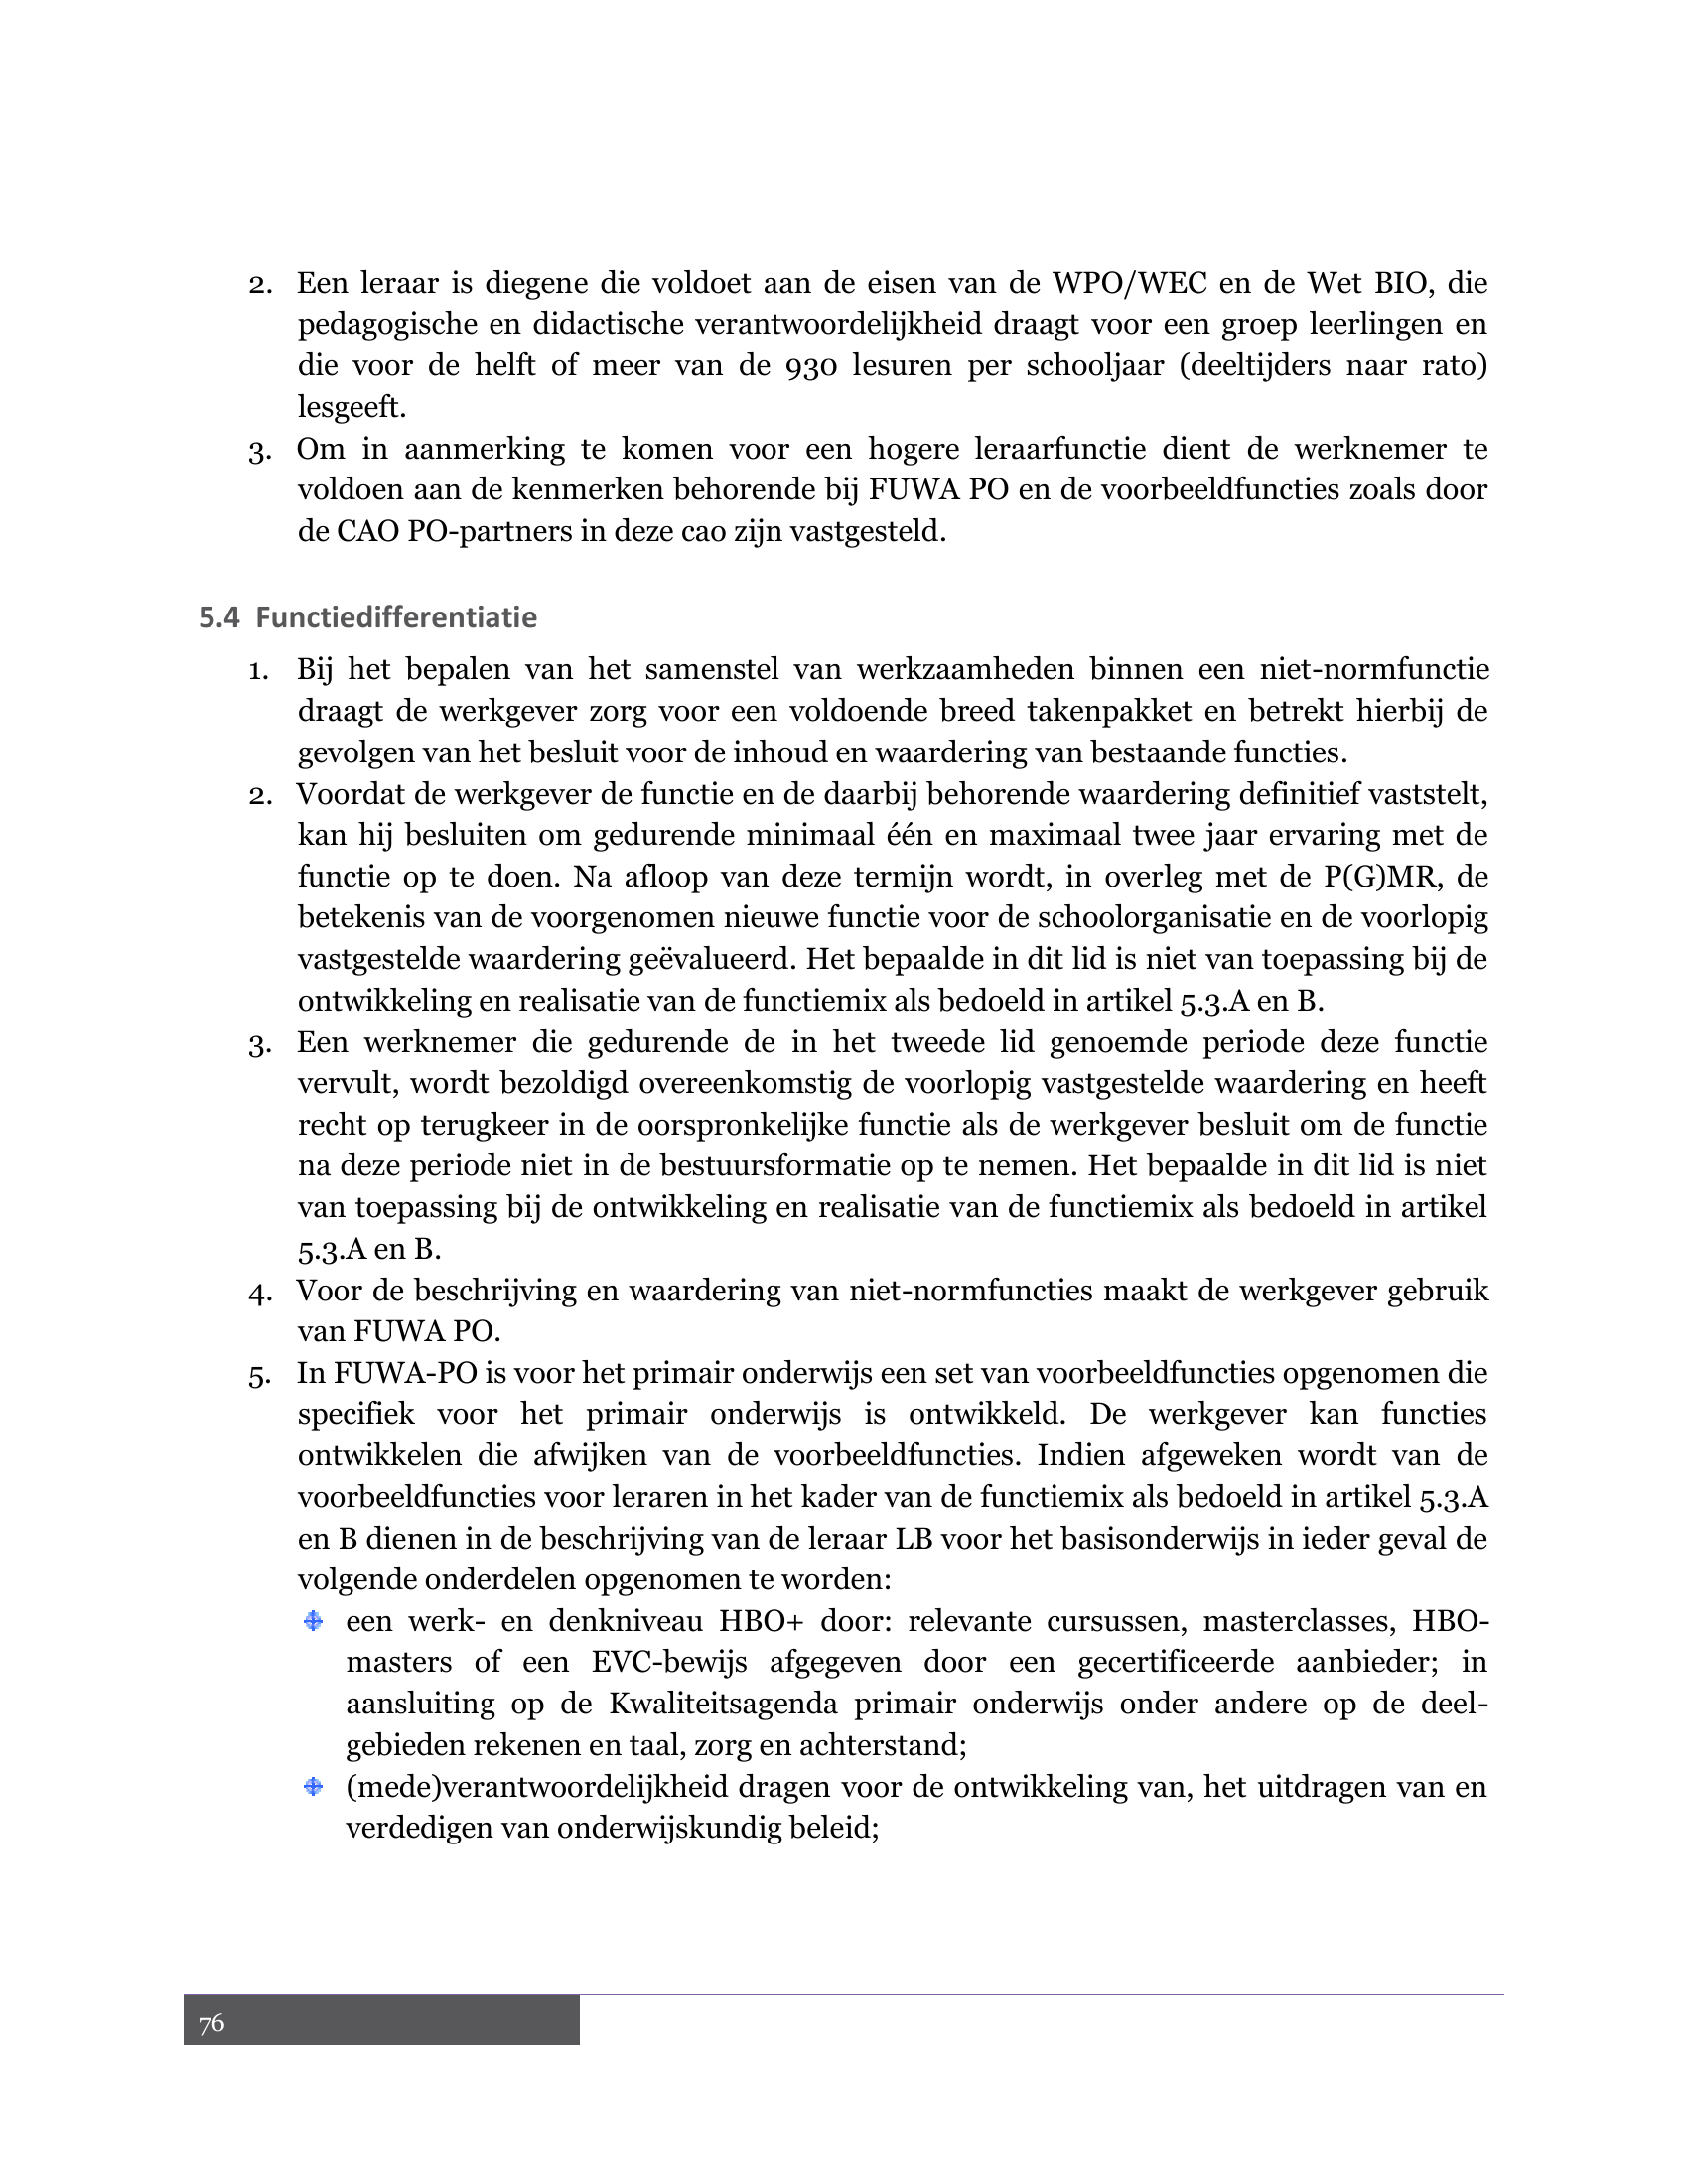 2. Een leraar is diegene die voldoet aan de eisen van de WPO/WEC en de Wet BIO, die
pedagogische en didactische verantwoordelijkheid draagt voor een groep leerlingen en
die voor de helft of meer van de 930 lesuren per schooljaar (deeltijders naar rato)
lesgeeft.
3. Om in aanmerking te komen voor een hogere leraarfunctie dient de werknemer te
voldoen aan de kenmerken behorende bij FUWA PO en de voorbeeldfuncties zoals door
de CAO PO-partners in deze cao zijn vastgesteld.
5.4 Functiedifferentiatie
1. Bij het bepalen van het samenstel van werkzaamheden binnen een niet-normfunctie
draagt de werkgever zorg voor een voldoende breed takenpakket en betrekt hierbij de
gevolgen van het besluit voor de inhoud en waardering van bestaande functies.
2. Voordat de werkgever de functie en de daarbij behorende waardering definitief vaststelt,
kan hij besluiten om gedurende minimaal één en maximaal twee jaar ervaring met de
functie op te doen. Na afloop van deze termijn wordt, in overleg met de P(G)MR, de
betekenis van de voorgenomen nieuwe functie voor de schoolorganisatie en de voorlopig
vastgestelde waardering geëvalueerd. Het bepaalde in dit lid is niet van toepassing bij de
ontwikkeling en realisatie van de functiemix als bedoeld in artikel 5.3.A en B.
3. Een werknemer die gedurende de in het tweede lid genoemde periode deze functie
vervult, wordt bezoldigd overeenkomstig de voorlopig vastgestelde waardering en heeft
recht op terugkeer in de oorspronkelijke functie als de werkgever besluit om de functie
na deze periode niet in de bestuursformatie op te nemen. Het bepaalde in dit lid is niet
van toepassing bij de ontwikkeling en realisatie van de functiemix als bedoeld in artikel
5.3.A en B.
4. Voor de beschrijving en waardering van niet-normfuncties maakt de werkgever gebruik
van FUWA PO.
5. In FUWA-PO is voor het primair onderwijs een set van voorbeeldfuncties opgenomen die
specifiek voor het primair onderwijs is ontwikkeld. De werkgever kan functies
ontwikkelen die afwijken van de voorbeeldfuncties. Indien afgeweken wordt van de
voorbeeldfuncties voor leraren in het kader van de functiemix als bedoeld in artikel 5.3.A
en B dienen in de beschrijving van de leraar LB voor het basisonderwijs in ieder geval de
volgende onderdelen opgenomen te worden:
een werk- en denkniveau HBO+ door: relevante cursussen, masterclasses, HBO-
masters of een EVC-bewijs afgegeven door een gecertificeerde aanbieder; in
aansluiting op de Kwaliteitsagenda primair onderwijs onder andere op de deel-
gebieden rekenen en taal, zorg en achterstand;
(mede)verantwoordelijkheid dragen voor de ontwikkeling van, het uitdragen van en
verdedigen van onderwijskundig beleid;
76